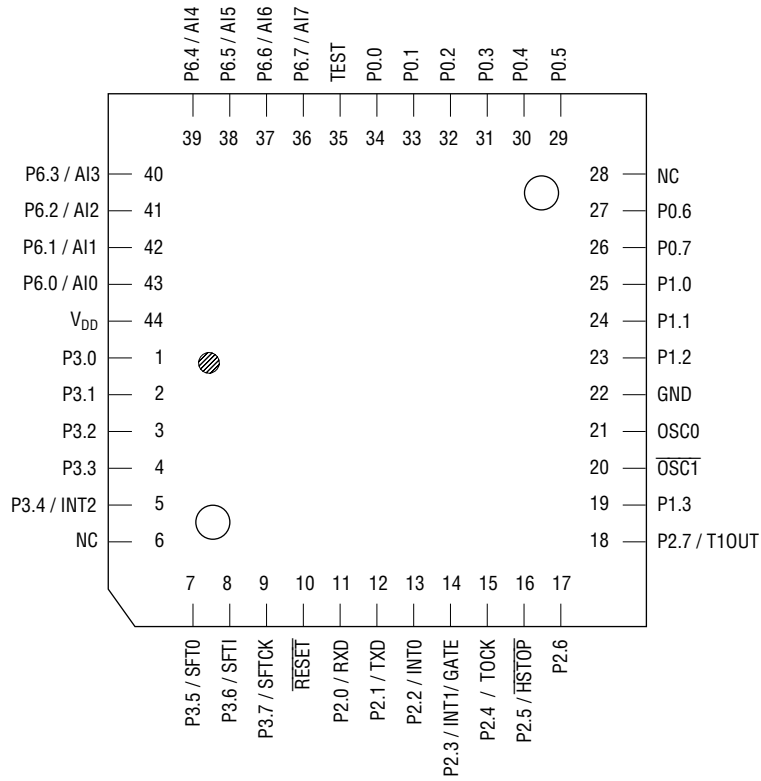 P6.4 / AI4
P6.5 / AI5
P6.6 / AI6
P6.7 / AI7
TEST
P0.0
P0.1
P0.2
P0.3
P0.4
P0.5
39 38 37 36 35 34 33 32 31 30 29
P6.3 / AI3 40
P6.2 / AI2 41
P6.1 / AI1 42
P6.0 / AI0 43
VDD 44
P3.0 1
P3.1 2
P3.2 3
P3.3 4
P3.4 / INT2 5
NC 6
28 NC
27 P0.6
26 P0.7
25 P1.0
24 P1.1
23 P1.2
22 GND
21 OSC0
20 OSC1
19 P1.3
18 P2.7 / T1OUT
7 8 9 10 11 12 13 14 15 16 17
P3.5 / SFT0
P3.6 / SFTI
P3.7 / SFTCK
RESET
P2.0 / RXD
P2.1 / TXD
P2.2 / INT0
P2.3 / INT1/ GATE
P2.4 / TOCK
P2.5 / HSTOP
P2.6